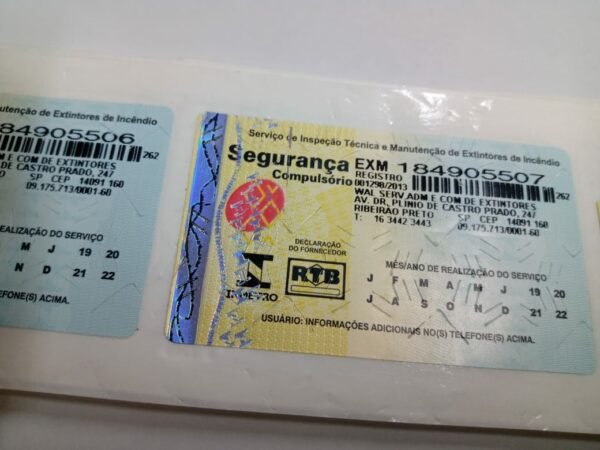 utenção de Extintores de Incêndio
84905506
262
M E COM DE EXTINTORES
DE CASTRO PRADO, 247
SP CEP 14091 160
09.175.713/0001-60
REALIZAÇÃO DO SERVIÇO
M J 19 20
N D 21 22
ELEFONE(S) ACIMA.
Serviço de Inspeção Técnica e Manutenção de Extintores de Incêndio
Segurança EXM 184905507
Compulsório
REGISTRO
001298/2013
262
WAL SERV ADM E COM DE EXTINTORES
AV. DR. PLINIO DE CASTRO PRADO, 247
RIBEIRÃO PRETO SP CEP 14091 160
T: 16 3442 3443 09.175.713/0001-60
DECLARAÇÃO
DO FORNECEDOR
INMETRO
RTB
MÊS/ANO DE REALIZAÇÃO DO SERVIÇO
J F M A M J 19 20
J A S O N D 21 22
USUÁRIO: INFORMAÇÕES ADICIONAIS NO(S) TELEFONE(S) ACIMA.